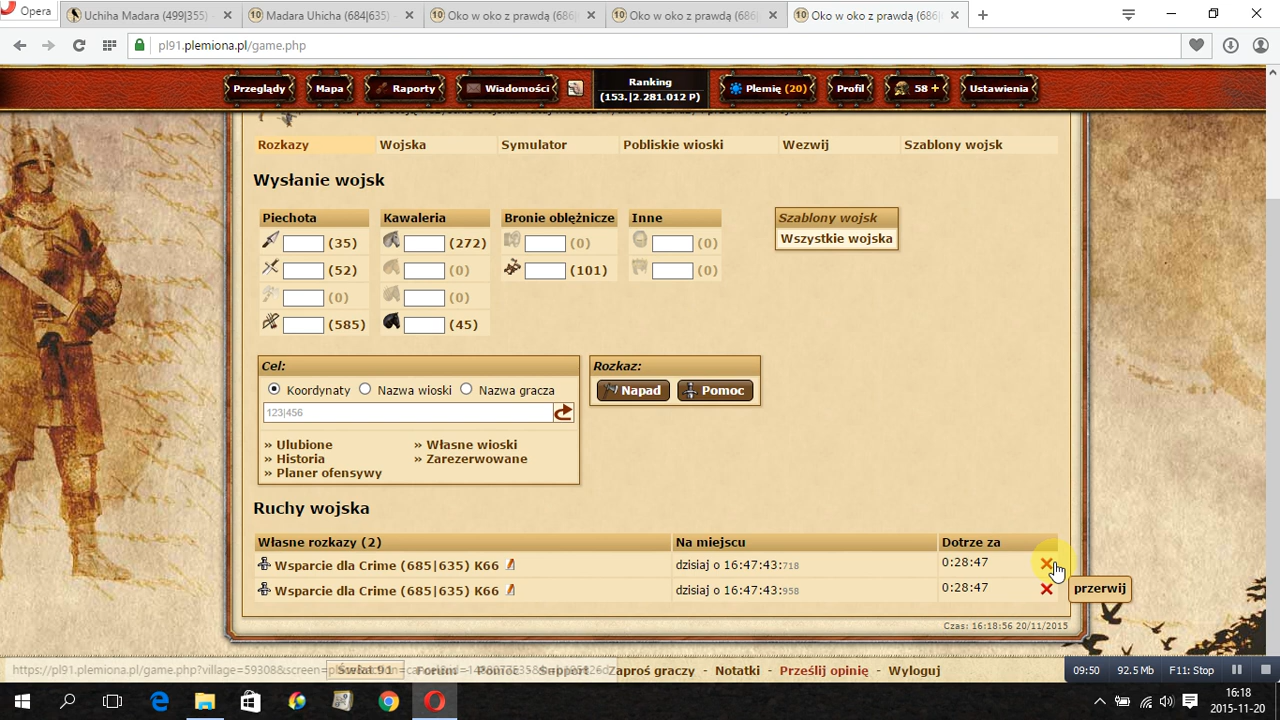 Opera
Uchiha Madara (499|355) -
Madara Uhicha (684|635)
Oko w oko z prawdą (686
Oko w oko z prawdą (686
Oko w oko z prawdą (686
pl91.plemiona.pl/game.php
Przeglądy
Mapa
Raporty
Wiadomości
Ranking
(153.|2.281.012 P)
Plemię (20)
Profil
58 +
Ustawienia
Rozkazy
Wojska
Symulator
Pobliskie wioski
Wezwij
Szablony wojsk
Wysłanie wojsk
Piechota
Kawaleria
Bronie oblężnicze
Inne
Szablony wojsk
Wszystkie wojska
(35)
(272)
(0)
(0)
(52)
(0)
(101)
(0)
(0)
(0)
(585)
(45)
Cel:
Koordynaty
Nazwa wioski
Nazwa gracza
123|456
» Ulubione
» Własne wioski
» Historia
» Zarezerwowane
» Planer ofensywy
Rozkaz:
Napad
Pomoc
Ruchy wojska
Własne rozkazy (2)
Na miejscu
Dotrze za
Wsparcie dla Crime (685|635) K66
dzisiaj o 16:47:43:718
0:28:47
Wsparcie dla Crime (685|635) K66
dzisiaj o 16:47:43:958
0:28:47
przerwij
Czas: 16:18:56 20/11/2015
Świat 91
Forum
Pomoc
Support
Zaproś graczy - Notatki - Prześlij opinię - Wyloguj
09:50
92.5 Mb
F11: Stop
16:18
2015-11-20